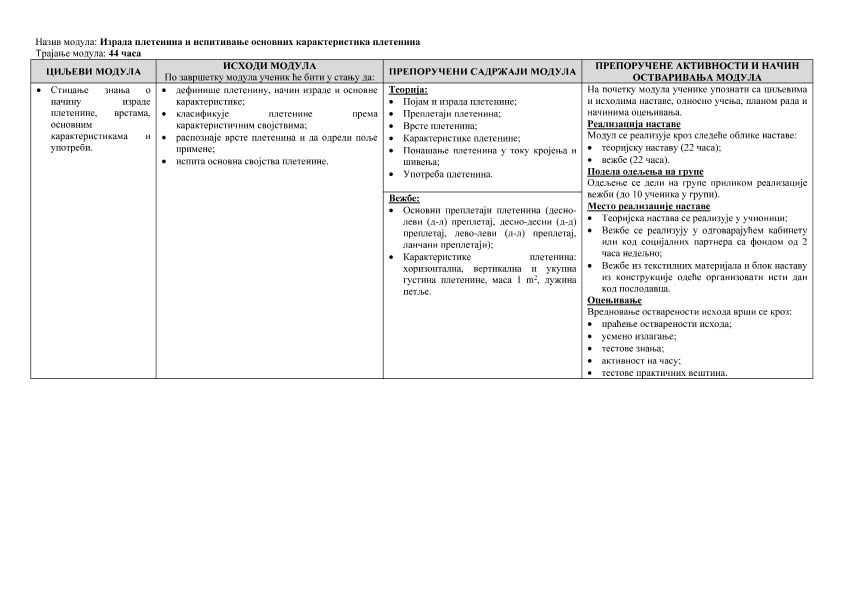 Назив модула: Израда плетенина и испитивање основних карактеристика плетенина
Трајање модула: 44 часа
ЦИЉЕВИ МОДУЛА
ИСХОДИ МОДУЛА
По завршетку модула ученик ће бити у стању да:
ПРЕПОРУЧЕНИ САДРЖАЈИ МОДУЛА
ПРЕПОРУЧЕНЕ АКТИВНОСТИ И НАЧИН
ОСТВАРИВАЊА МОДУЛА
• Стицање знања о
начину израде
плетенине, врстама,
основним
карактеристикама и
употреби.
• дефинише плетенину, начин израде и основне
карактеристике;
• класификује плетенине према
карактеристичним својствима;
• распознаје врсте плетенина и да одреди поље
примене;
• испита основна својства плетенине.
Теорија:
• Појам и израда плетенине;
• Преплетаји плетенина;
• Врсте плетенина;
• Карактеристике плетенине;
• Понашање плетенина у току кројења и
шивења;
• Употреба плетенина.
Вежбе:
• Основни преплетаји плетенина (десно-
леви (д-л) преплетај, десно-десни (д-д)
преплетај, лево-леви (л-л) преплетај,
ланчани преплетаји);
• Карактеристике плетенина:
хоризонтална, вертикална и укупна
густина плетенине, маса 1 m², дужина
петље.
На почетку модула ученике упознати са циљевима
и исходима наставе, односно учења, планом рада и
начинима оцењивања.
Реализација наставе
Модул се реализује кроз следеће облике наставе:
• теоријску наставу (22 часа);
• вежбе (22 часа).
Подела одељења на групе
Одељење се дели на групе приликом реализације
вежби (до 10 ученика у групи).
Место реализације наставе
• Теоријска настава се реализује у учионици;
• Вежбе се реализују у одговарајућем кабинету
или код социјалних партнера са фондом од 2
часа недељно;
• Вежбе из текстилних материјала и блок наставу
из конструкције одеће организовати исти дан
код послодавца.
Оцењивање
Вредновање остварености исхода врши се кроз:
• праћење остварености исхода;
• усмено излагање;
• тестове знања;
• активност на часу;
• тестове практичних вештина.